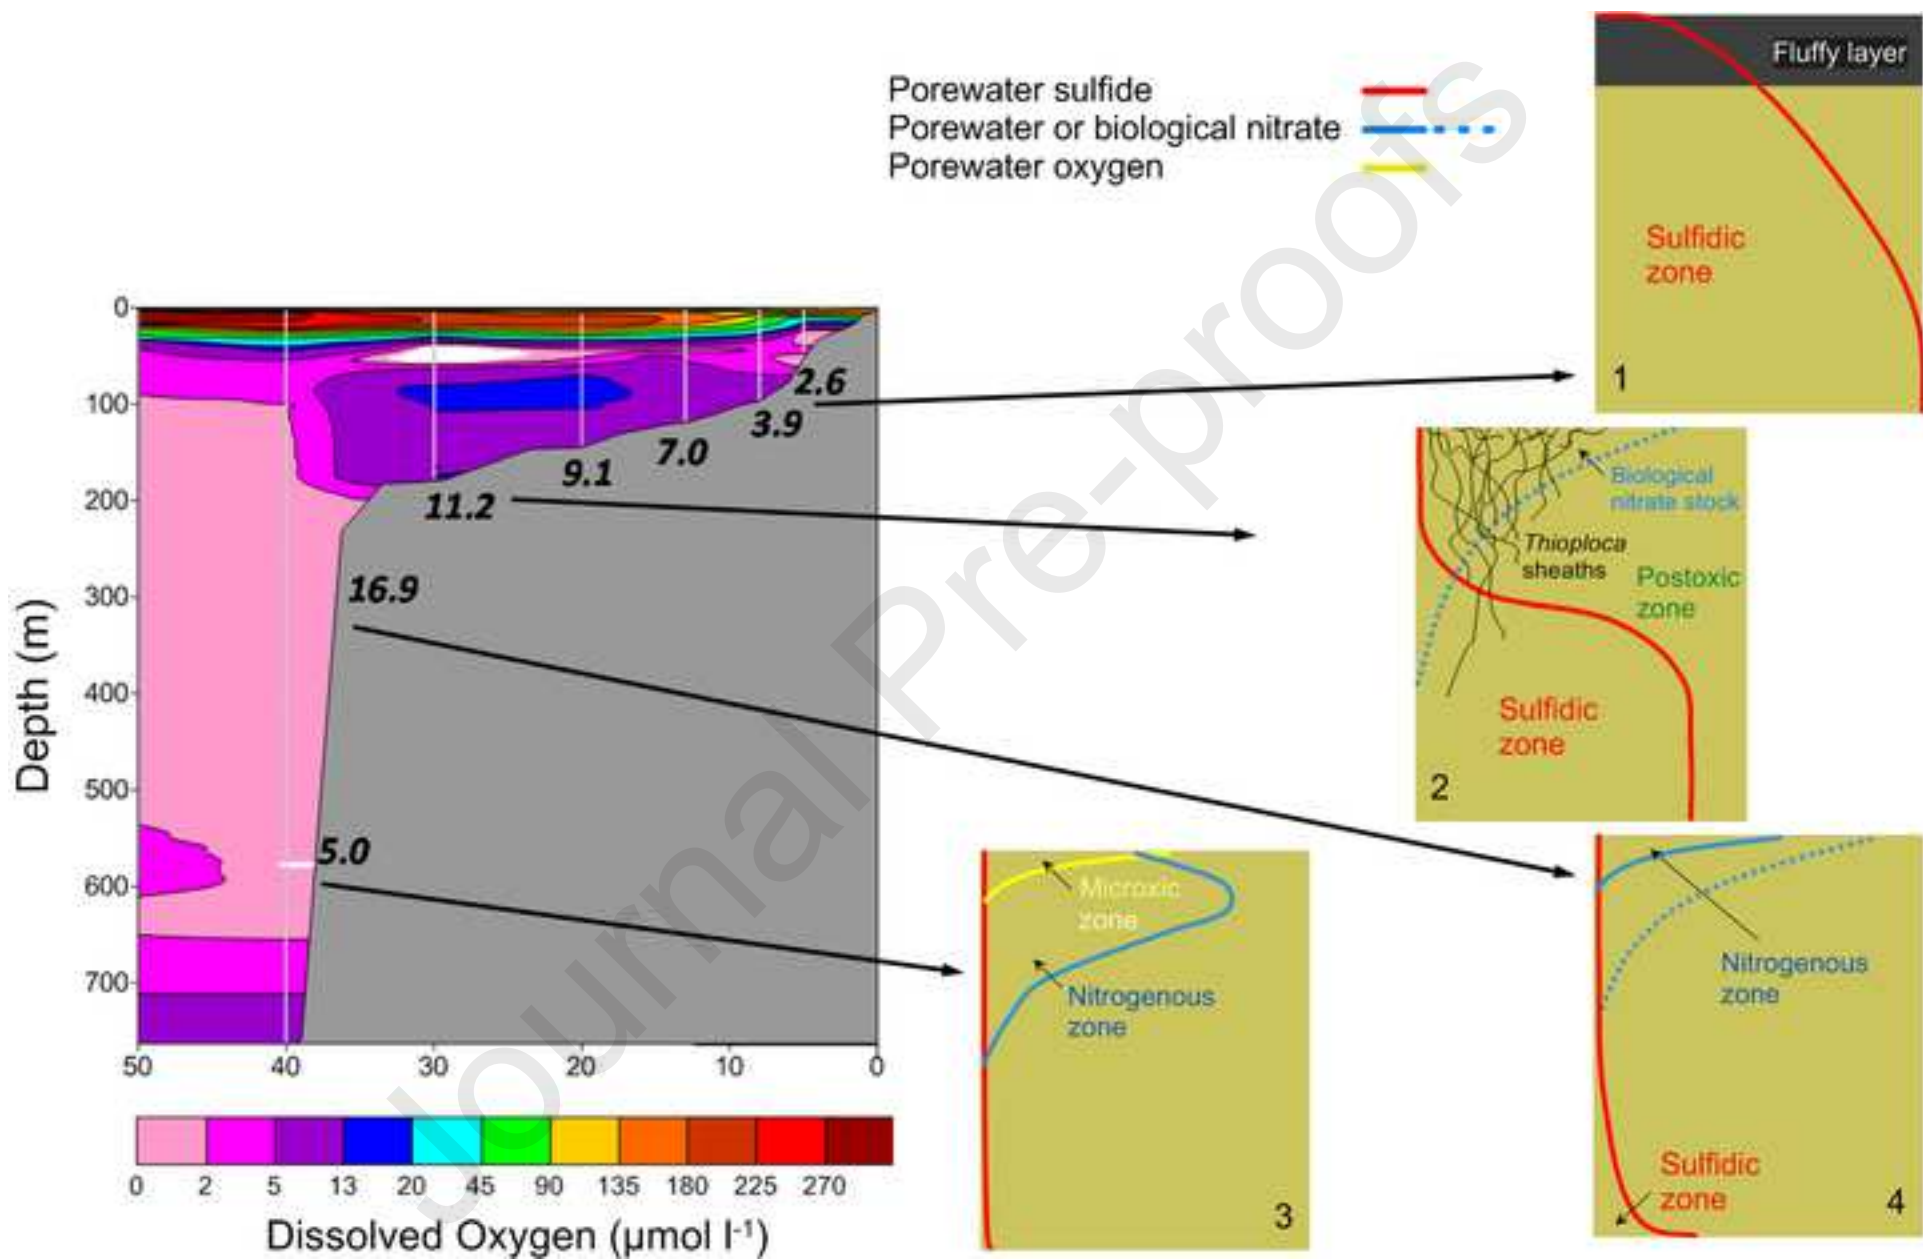 Porewater sulfide
Porewater or biological nitrate
Porewater oxygen
Fluffy layer
Sulfidic
zone
1
0
100
200
300
400
500
600
700
Depth (m)
2.6
3.9
7.0
9.1
11.2
16.9
5.0
50
40
30
20
10
0
0
2
5
13
20
45
90
135
180
225
270
Dissolved Oxygen (µmol l⁻¹)
Biological
nitrate stock
Thioploca
sheaths
Postoxic
zone
Sulfidic
zone
2
Microxic
zone
Nitrogenous
zone
3
Nitrogenous
zone
Sulfidic
zone
4
Journal Pre-proofs